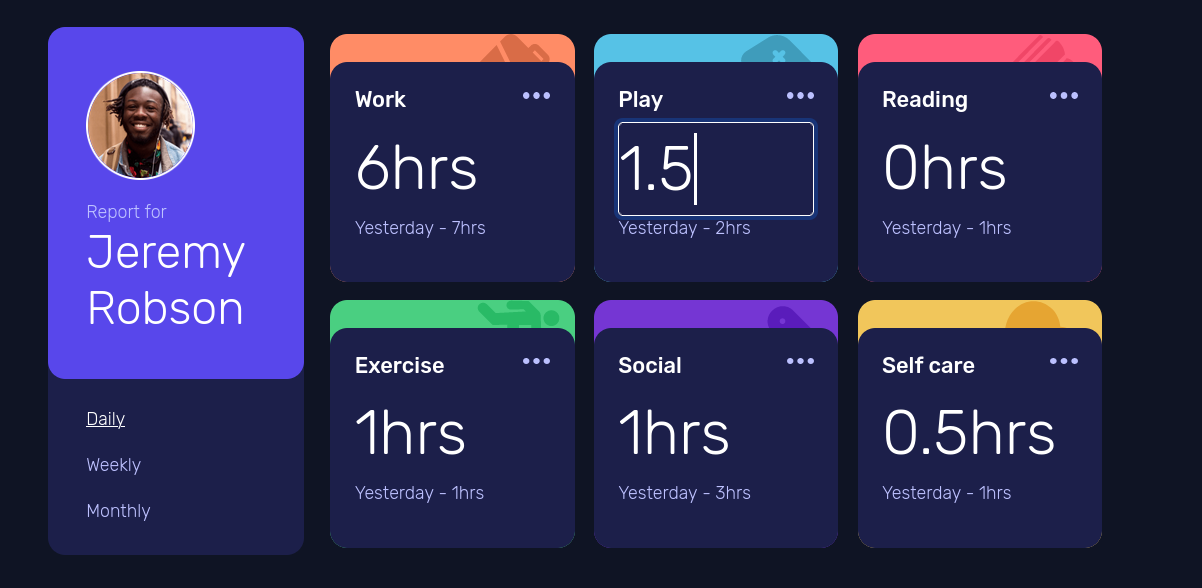 Report for
Jeremy
Robson
Daily
Weekly
Monthly
Work
6hrs
Yesterday - 7hrs
Play
1.5
Yesterday - 2hrs
Reading
0hrs
Yesterday - 1hrs
Exercise
1hrs
Yesterday - 1hrs
Social
1hrs
Yesterday - 3hrs
Self care
0.5hrs
Yesterday - 1hrs